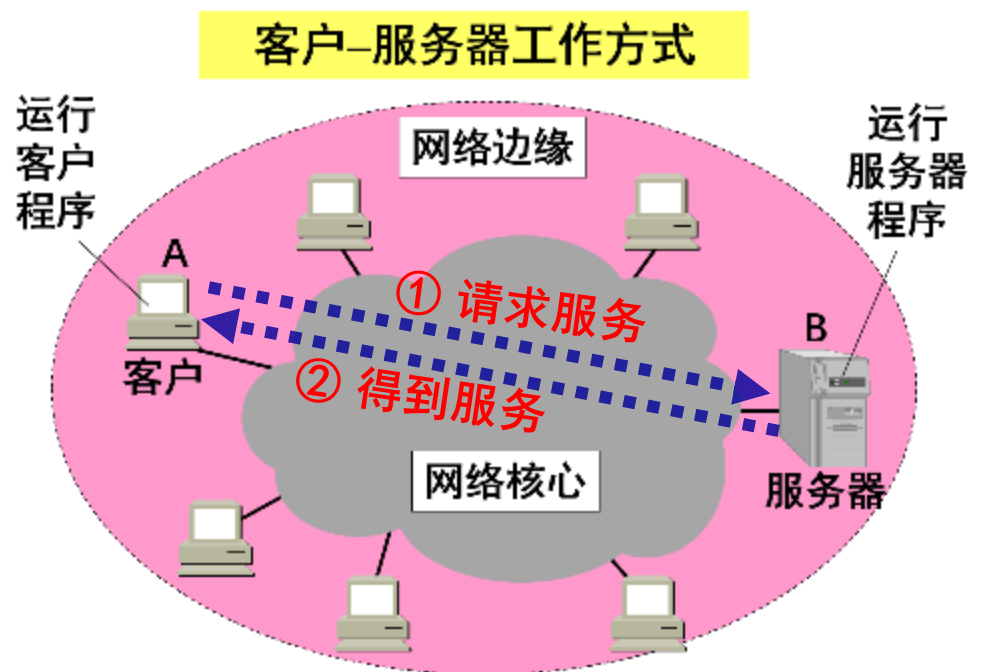 客户–服务器工作方式
运行
客户
程序
网络边缘
运行
服务器
程序
A
① 请求服务
B
客户
② 得到服务
网络核心
服务器